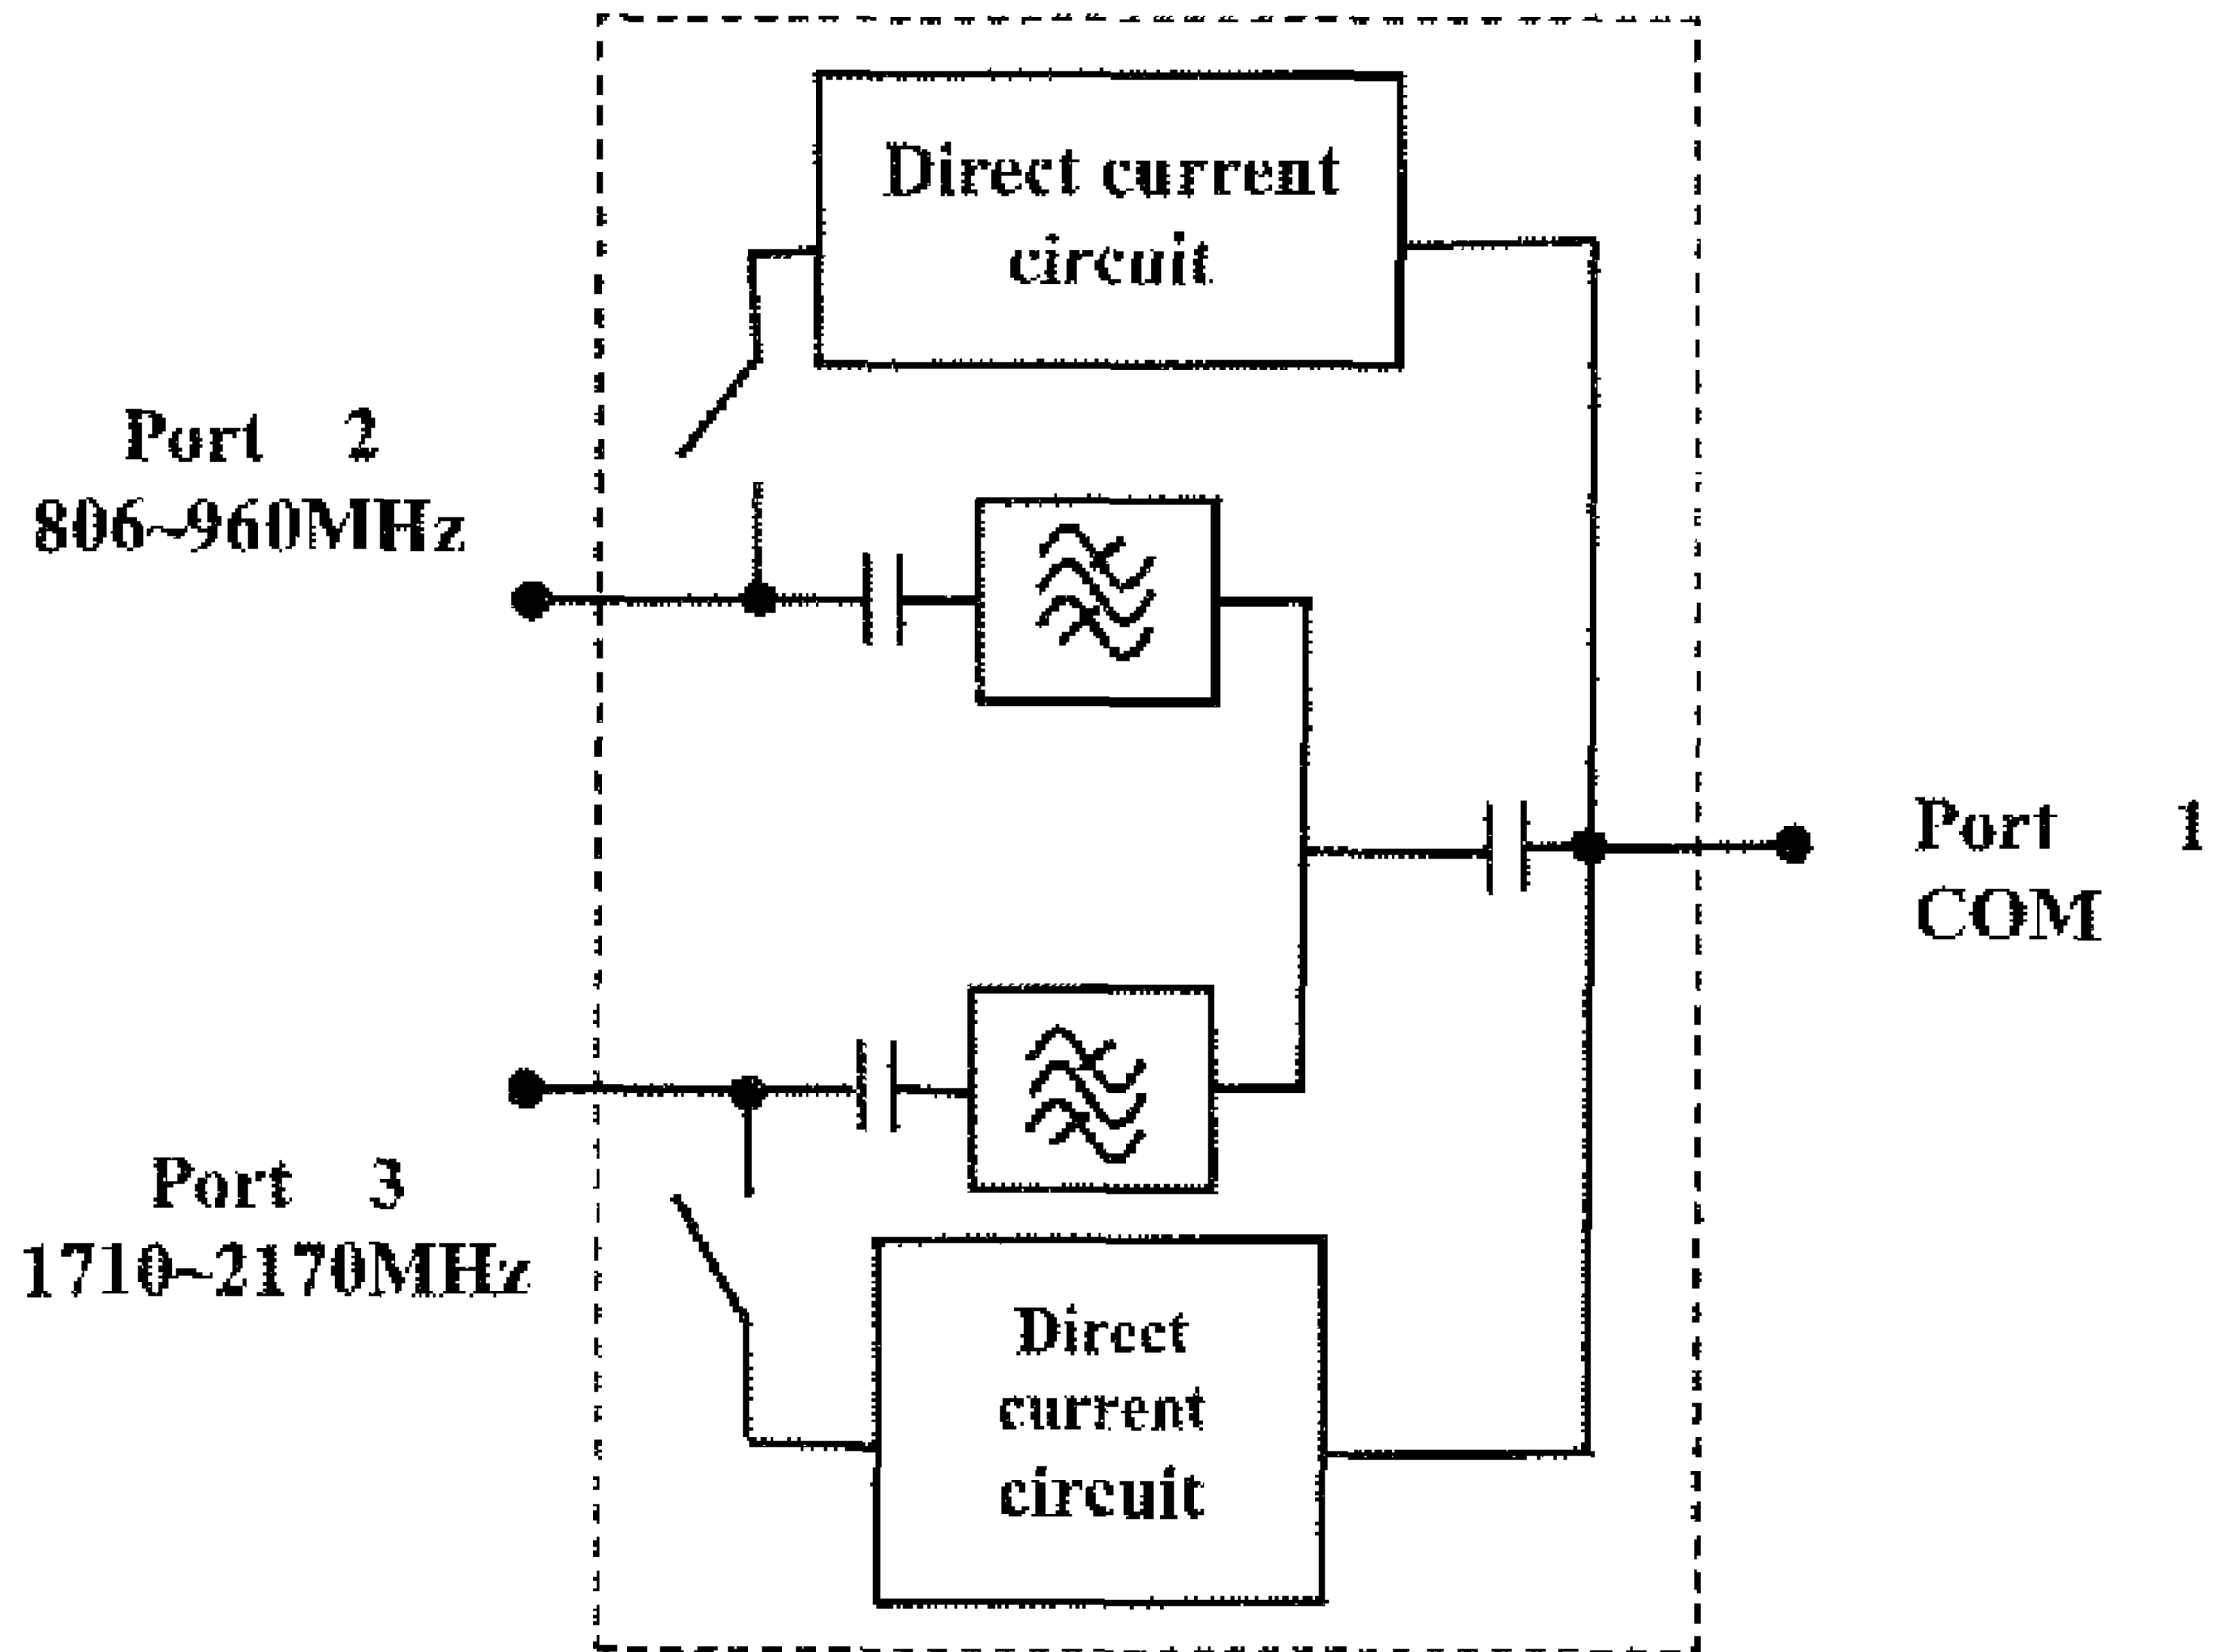 Direct current
circuit
Port 2
806~960MHz
Port 1
COM
Port 3
1710~2170MHz
Direct
current
circuit